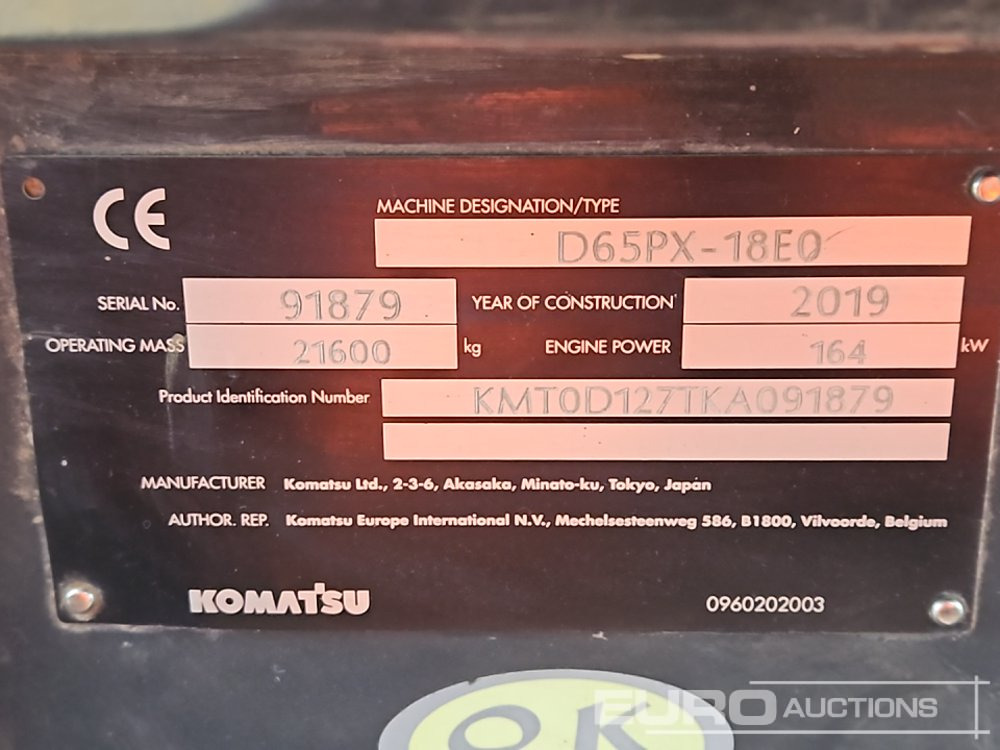 CE
MACHINE DESIGNATION/TYPE
D65PX-18E0
SERIAL No. 91879 YEAR OF CONSTRUCTION 2019
OPERATING MASS 21600 kg ENGINE POWER 164 kW
Product Identification Number KMT0D127TKA091879
MANUFACTURER Komatsu Ltd., 2-3-6, Akasaka, Minato-ku, Tokyo, Japan
AUTHOR. REP. Komatsu Europe International N.V., Mechelsesteenweg 586, B1800, Vilvoorde, Belgium
KOMATSU 0960202003
OK
EURO AUCTIONS